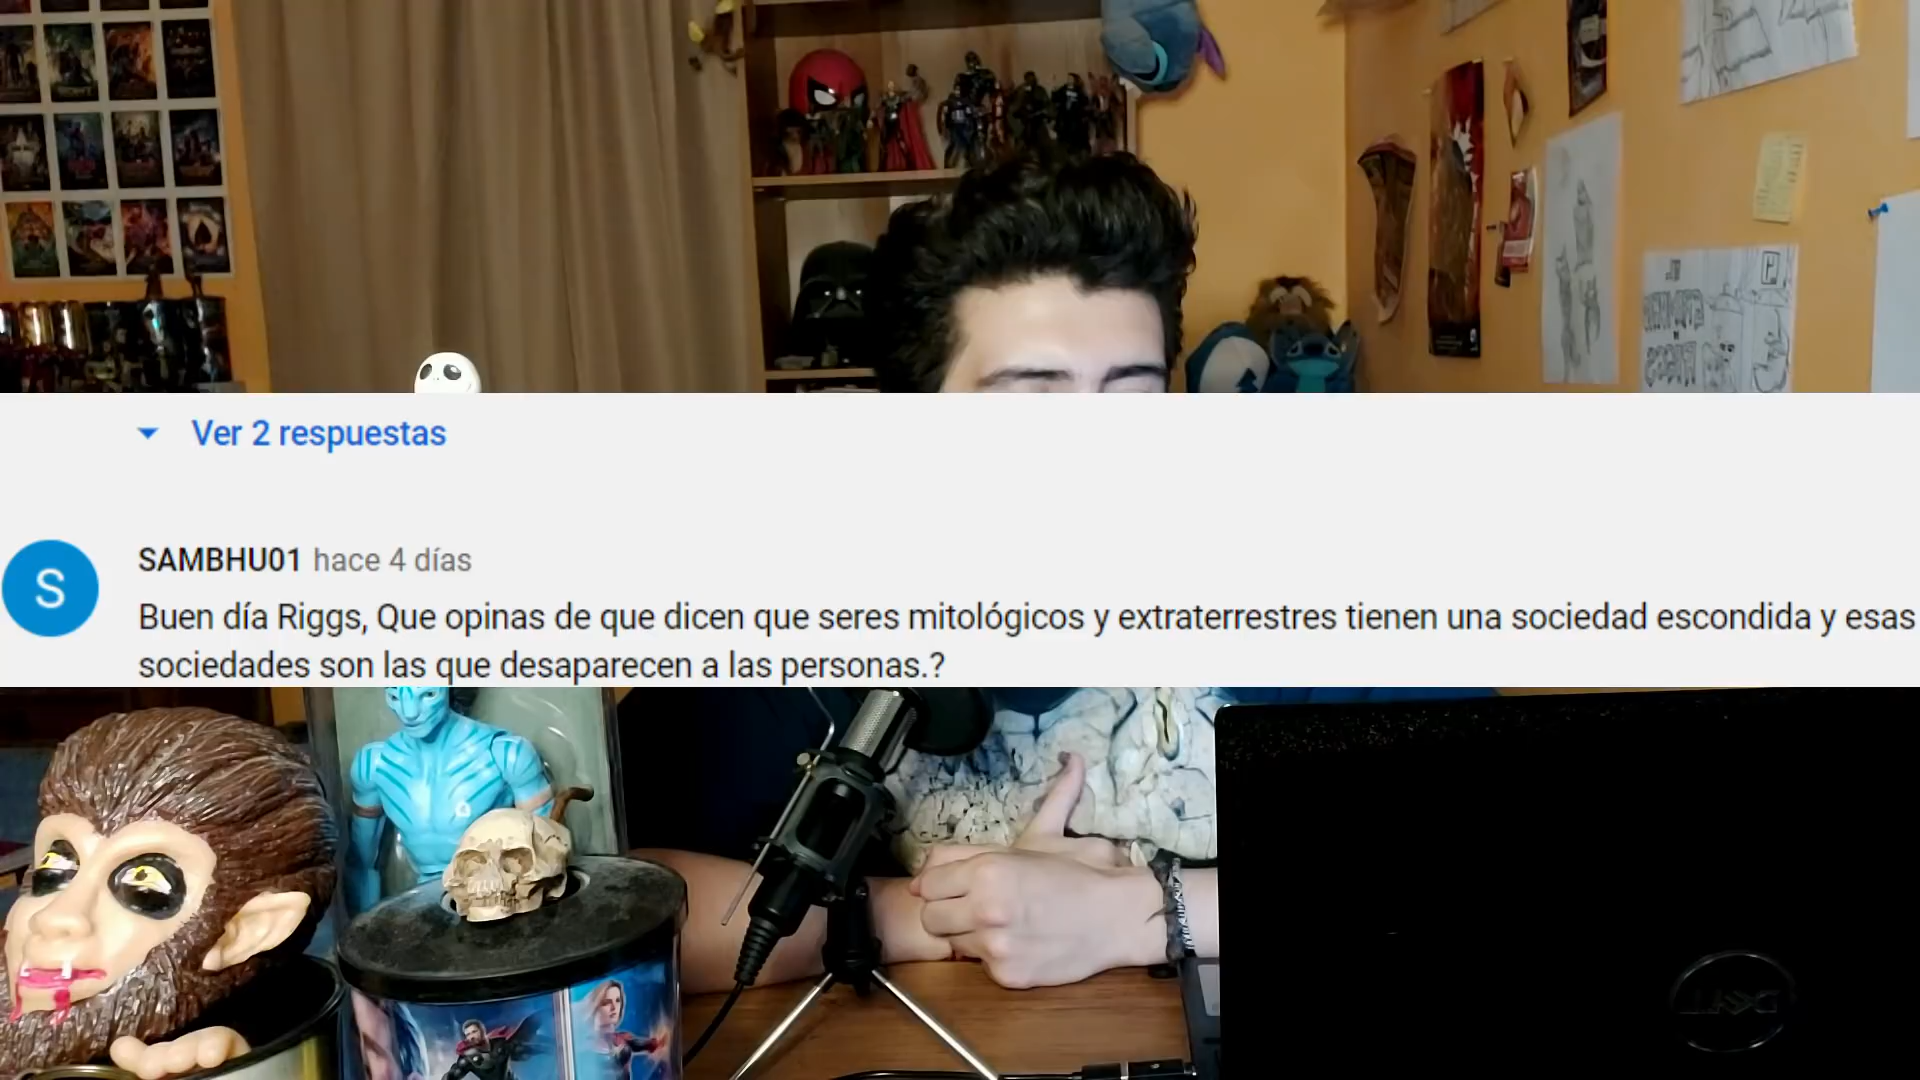 Ver 2 respuestas
SAMBHU01 hace 4 días
Buen día Riggs, Que opinas de que dicen que seres mitológicos y extraterrestres tienen una sociedad escondida y esas
sociedades son las que desaparecen a las personas.?
S